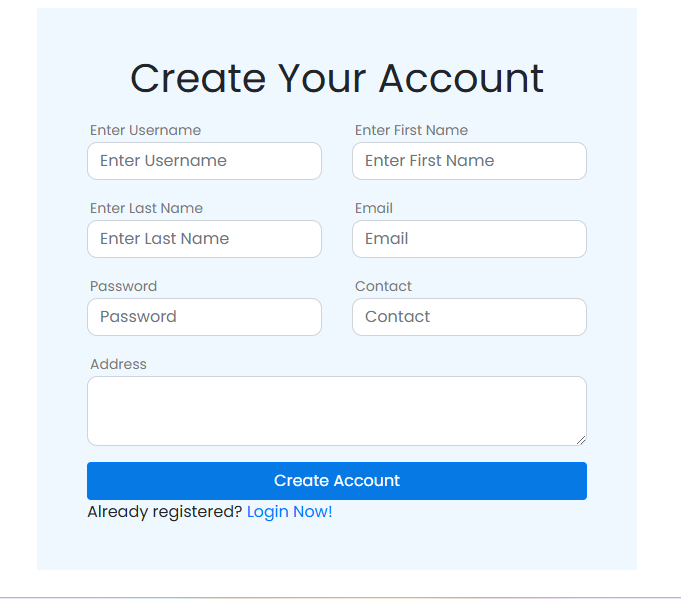 Create Your Account
Enter Username
Enter First Name
Enter Username
Enter First Name
Enter Last Name
Email
Enter Last Name
Email
Password
Contact
Password
Contact
Address
Create Account
Already registered? Login Now!